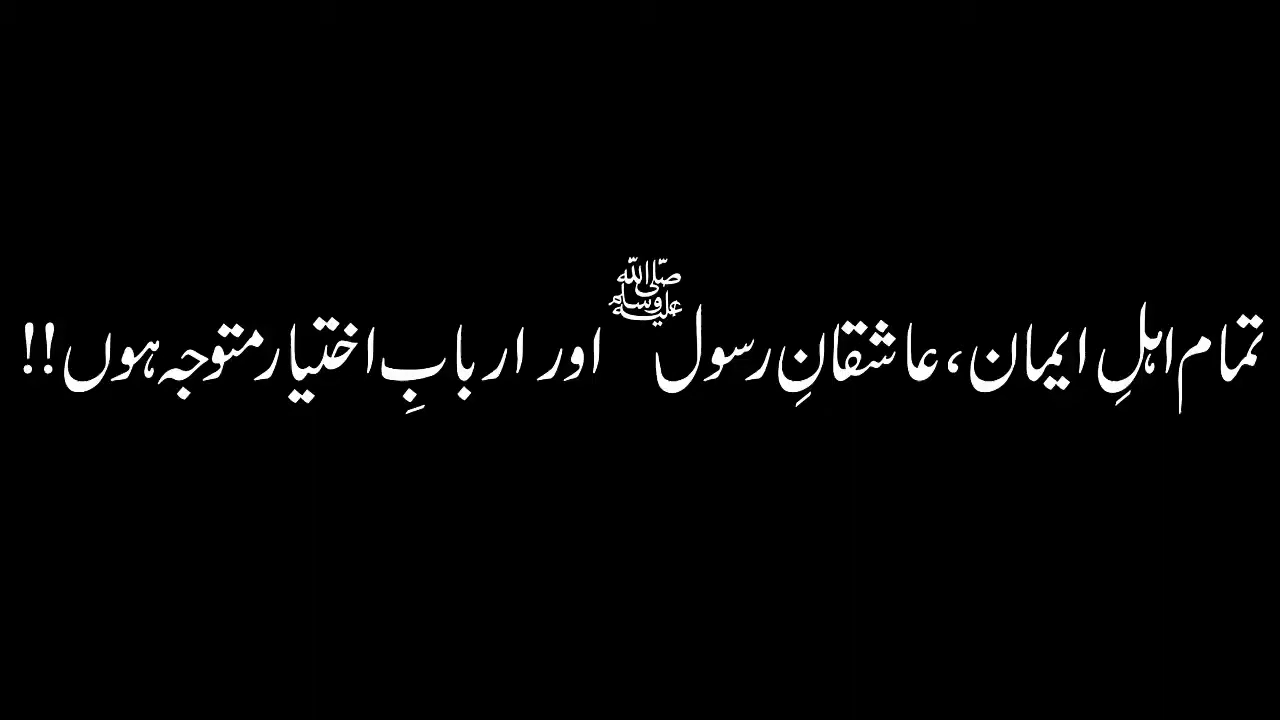 تمام اہلِ ایمان، عاشقانِ رسول ﷺ اور اربابِ اختیار متوجہ ہوں!!